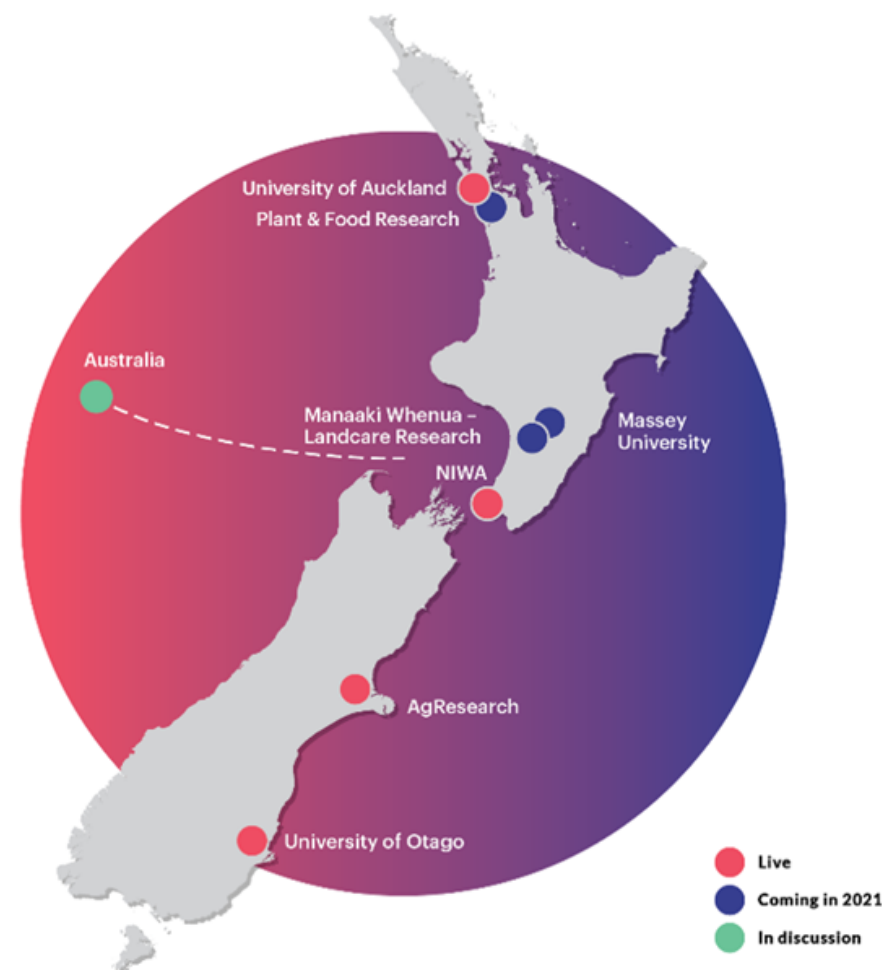 University of Auckland
Plant & Food Research
Australia
Manaaki Whenua –
Landcare Research
Massey
University
NIWA
AgResearch
University of Otago
Live
Coming in 2021
In discussion